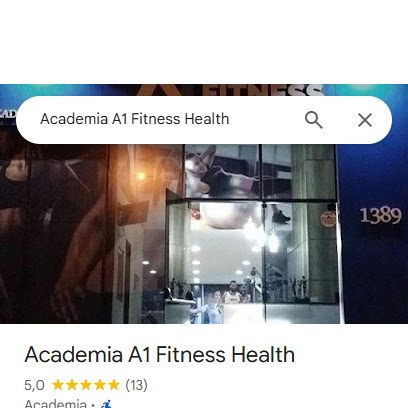 FITNESS
Academia A1 Fitness Health
1389
Academia A1 Fitness Health
5,0 (13)
Academia ·